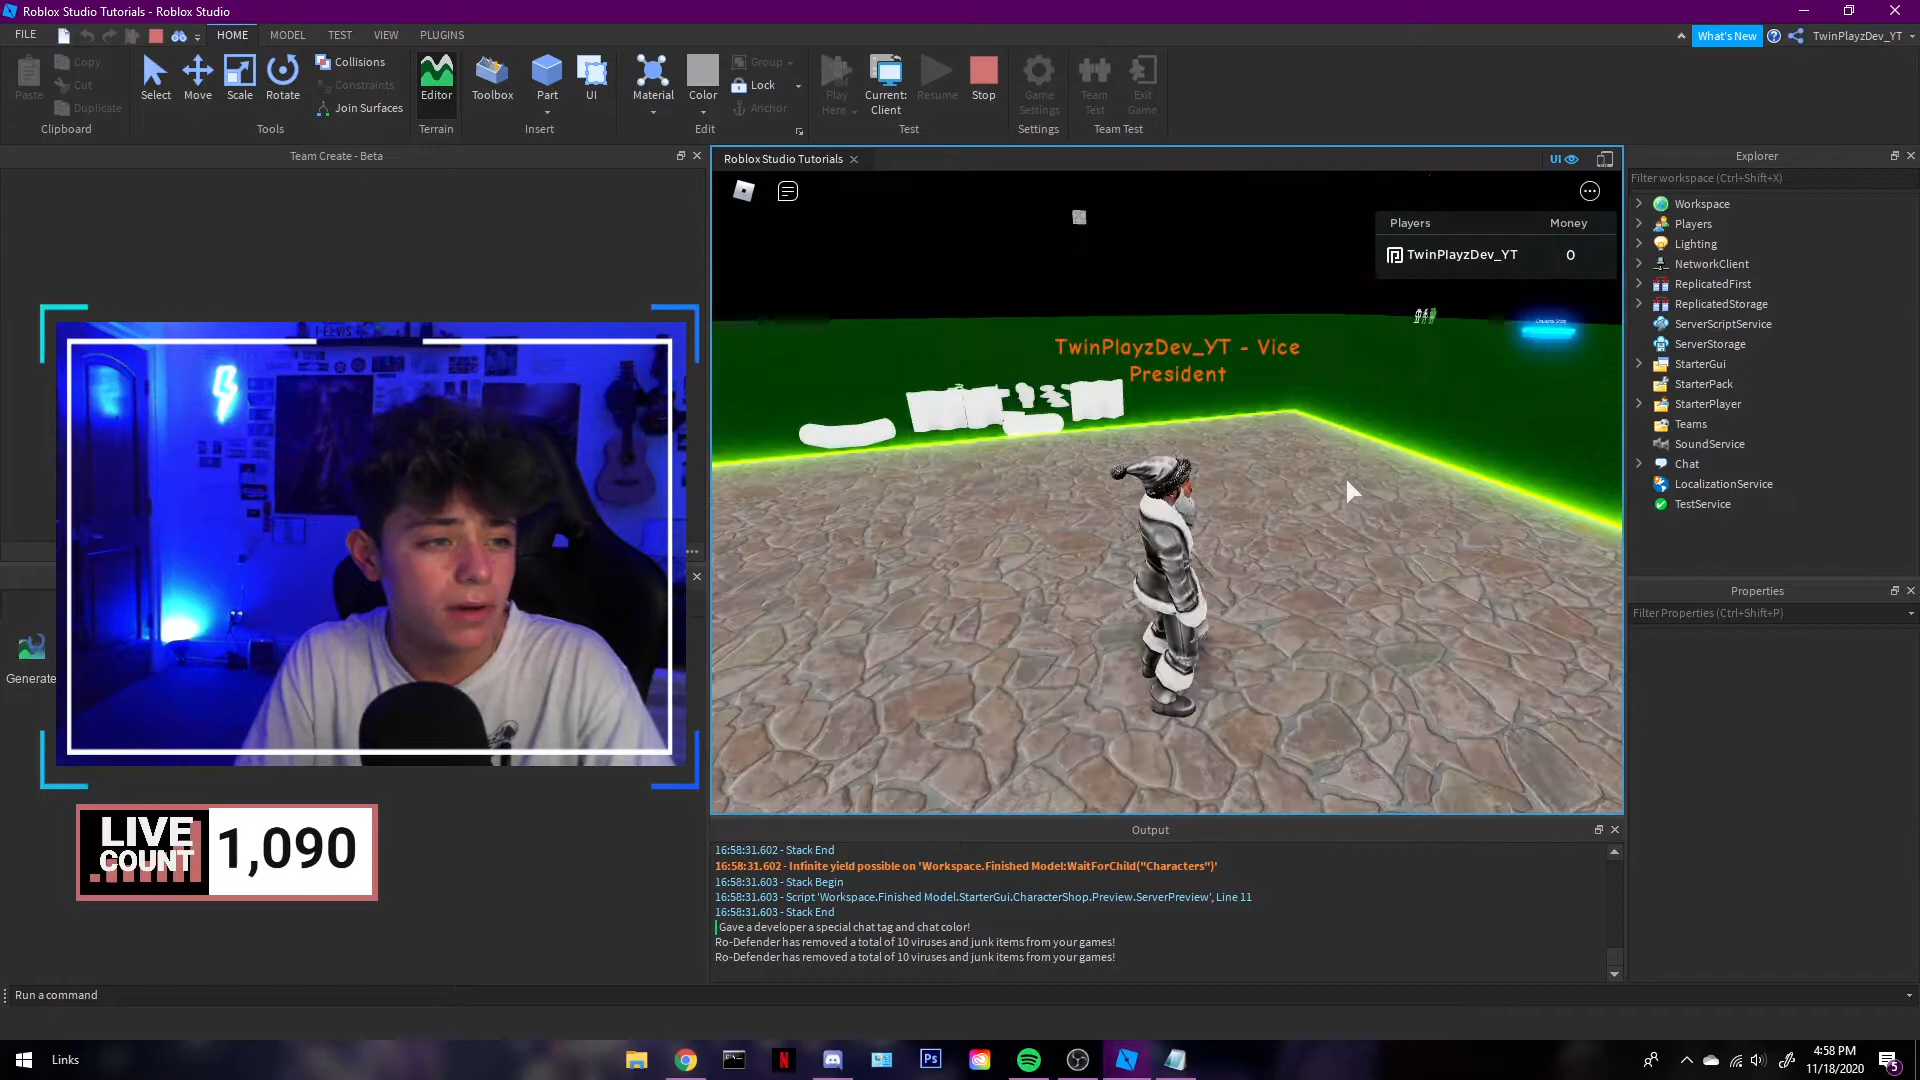 Roblox Studio Tutorials - Roblox Studio
FILE
HOME
MODEL
TEST
VIEW
PLUGINS
What's New
TwinPlayzDev_YT
Paste
Copy
Cut
Duplicate
Clipboard
Select
Move
Scale
Rotate
Collisions
Constraints
Join Surfaces
Tools
Editor
Terrain
Toolbox
Part
UI
Insert
Material
Color
Group
Lock
Anchor
Edit
Play
Here
Current:
Client
Resume
Stop
Test
Game
Settings
Settings
Team
Test
Exit
Game
Team Test
Team Create - Beta
Roblox Studio Tutorials
UI
Explorer
Filter workspace (Ctrl+Shift+X)
Workspace
Players
Lighting
NetworkClient
ReplicatedFirst
ReplicatedStorage
ServerScriptService
ServerStorage
StarterGui
StarterPack
StarterPlayer
Teams
SoundService
Chat
LocalizationService
TestService
Properties
Filter Properties (Ctrl+Shift+P)
Players Money
TwinPlayzDev_YT 0
TwinPlayzDev_YT - Vice
President
Generate
LIVE
COUNT
1,090
Output
16:58:31.602 - Stack End
16:58:31.602 - Infinite yield possible on 'Workspace.Finished Model:WaitForChild("Characters")'
16:58:31.603 - Stack Begin
16:58:31.603 - Script 'Workspace.Finished Model.StarterGui.CharacterShop.Preview.ServerPreview', Line 11
16:58:31.603 - Stack End
Gave a developer a special chat tag and chat color!
Ro-Defender has removed a total of 10 viruses and junk items from your games!
Ro-Defender has removed a total of 10 viruses and junk items from your games!
Run a command
Links
Ps
4:58 PM
11/18/2020
5